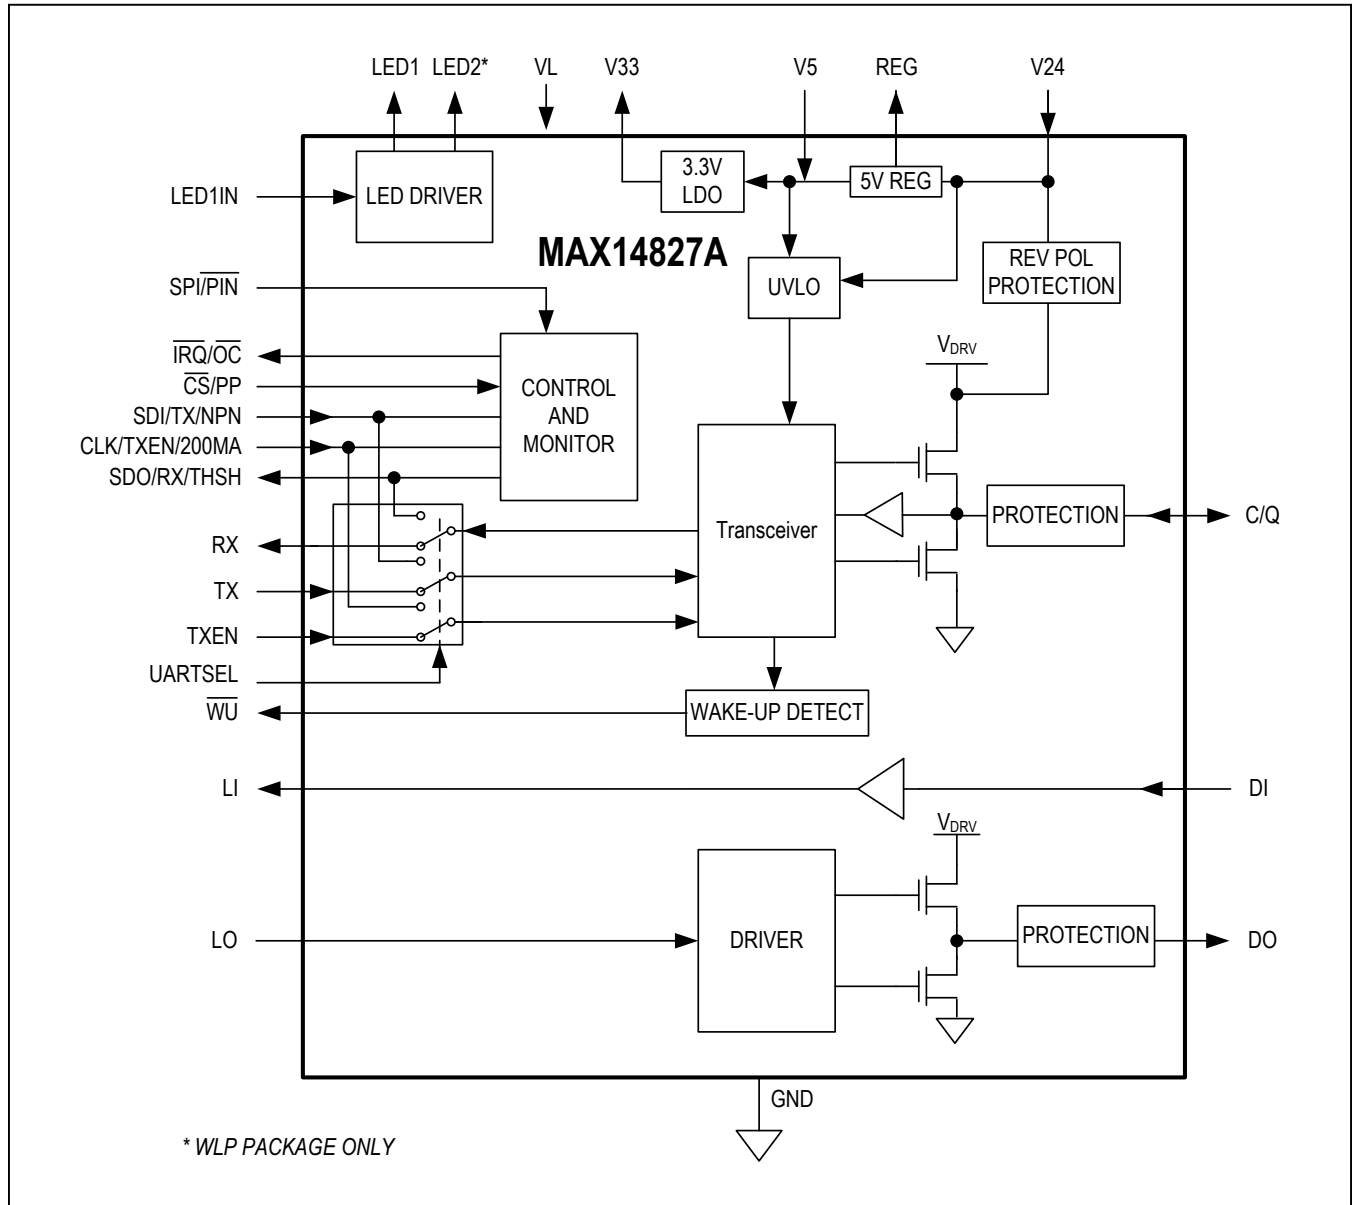 LED1 LED2* VL V33 V5 REG V24
LED1IN
LED DRIVER
3.3V
LDO
5V REG
MAX14827A
UVLO
REV POL
PROTECTION
SPI/PIN
IRQ/OC
CS/PP
SDI/TX/NPN
CLK/TXEN/200MA
SDO/RX/THSH
CONTROL
AND
MONITOR
VDRV
RX
TX
TXEN
UARTSEL
WU
Transceiver
PROTECTION
C/Q
WAKE-UP DETECT
LI
DI
VDRV
LO
DRIVER
PROTECTION
DO
GND
* WLP PACKAGE ONLY